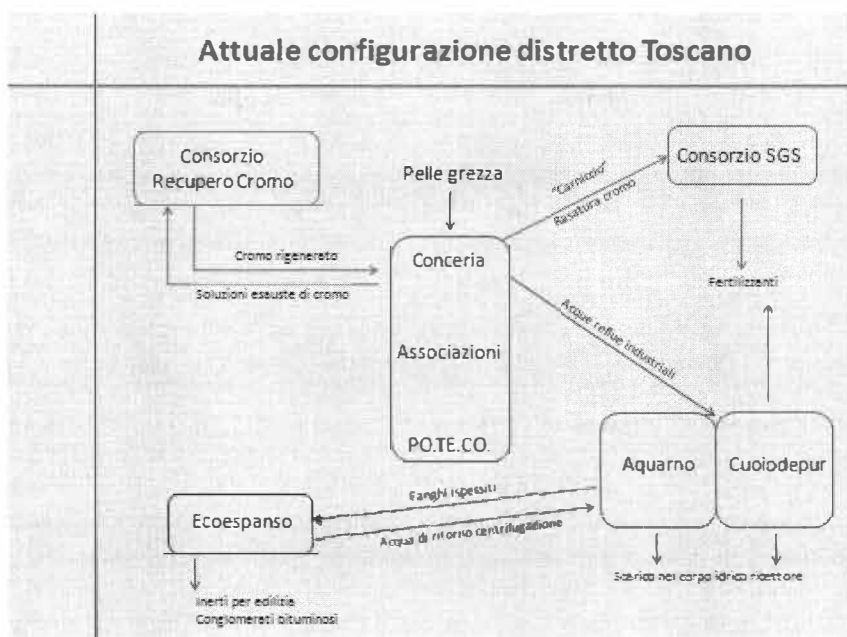 Attuale configurazione distretto Toscano
Consorzio
Recupero Cromo
Pelle grezza
"Carniccio"
Rasatura cromo
Consorzio SGS
Cromo rigenerato
Soluzioni esauste di cromo
Conceria
Associazioni
PO.TE.CO.
Fertilizzanti
Acque reflue industriali
Aquarno
Cuoiodepur
Fanghi ispessiti
Acqua di ritorno centrifugazione
Ecoespanso
Scarico nel corpo idrico ricettore
Inerti per edilizia
Conglomerati bituminosi